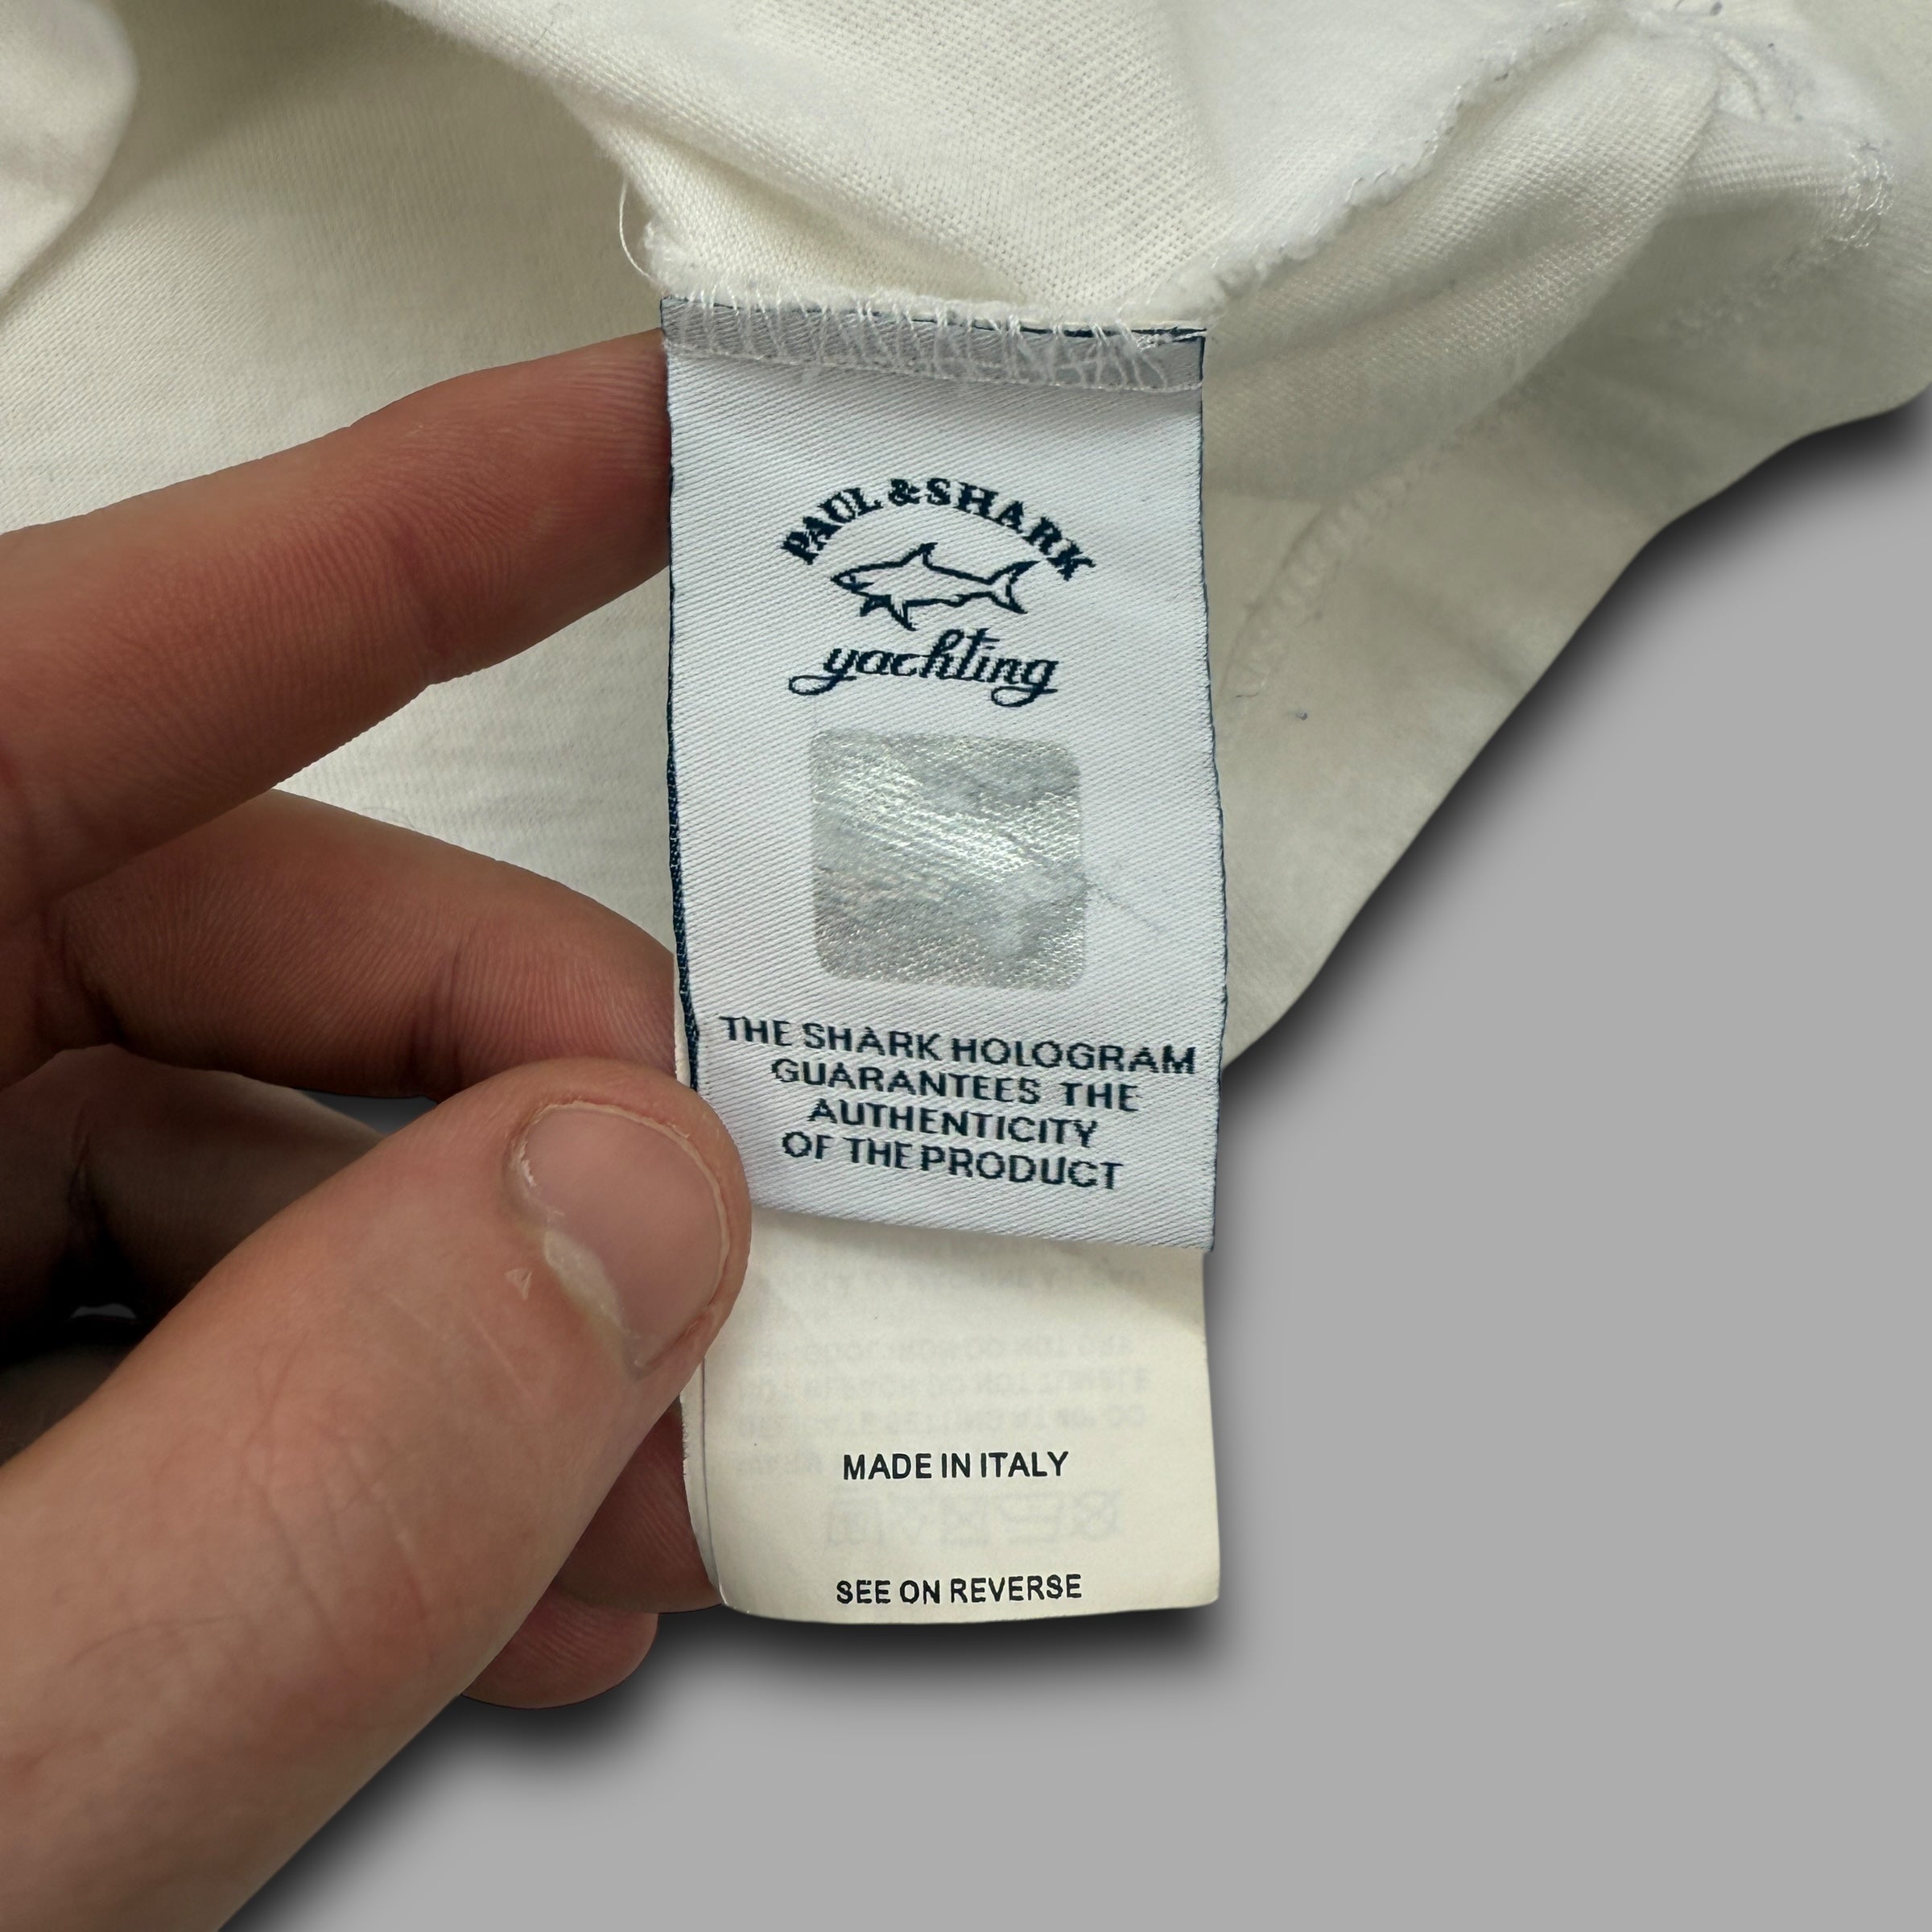 PAUL & SHARK
yachting
THE SHARK HOLOGRAM
GUARANTEES THE
AUTHENTICITY
OF THE PRODUCT
MADE IN ITALY
SEE ON REVERSE